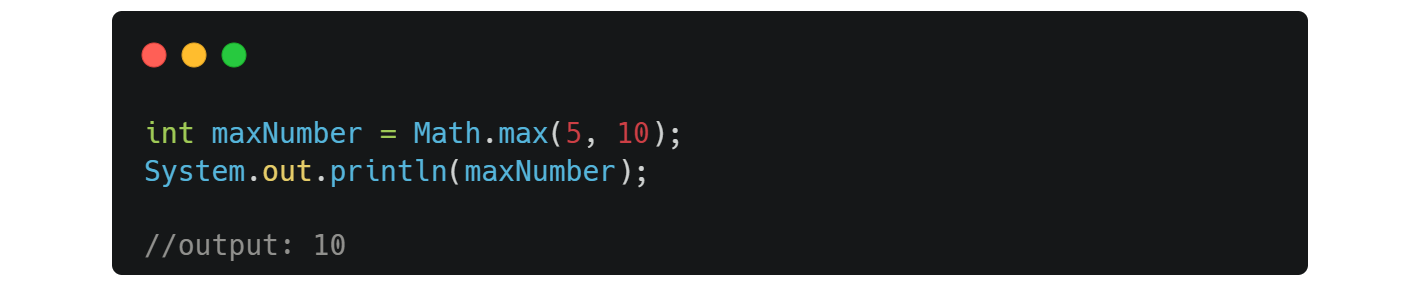 int maxNumber = Math.max(5, 10);
System.out.println(maxNumber);
//output: 10